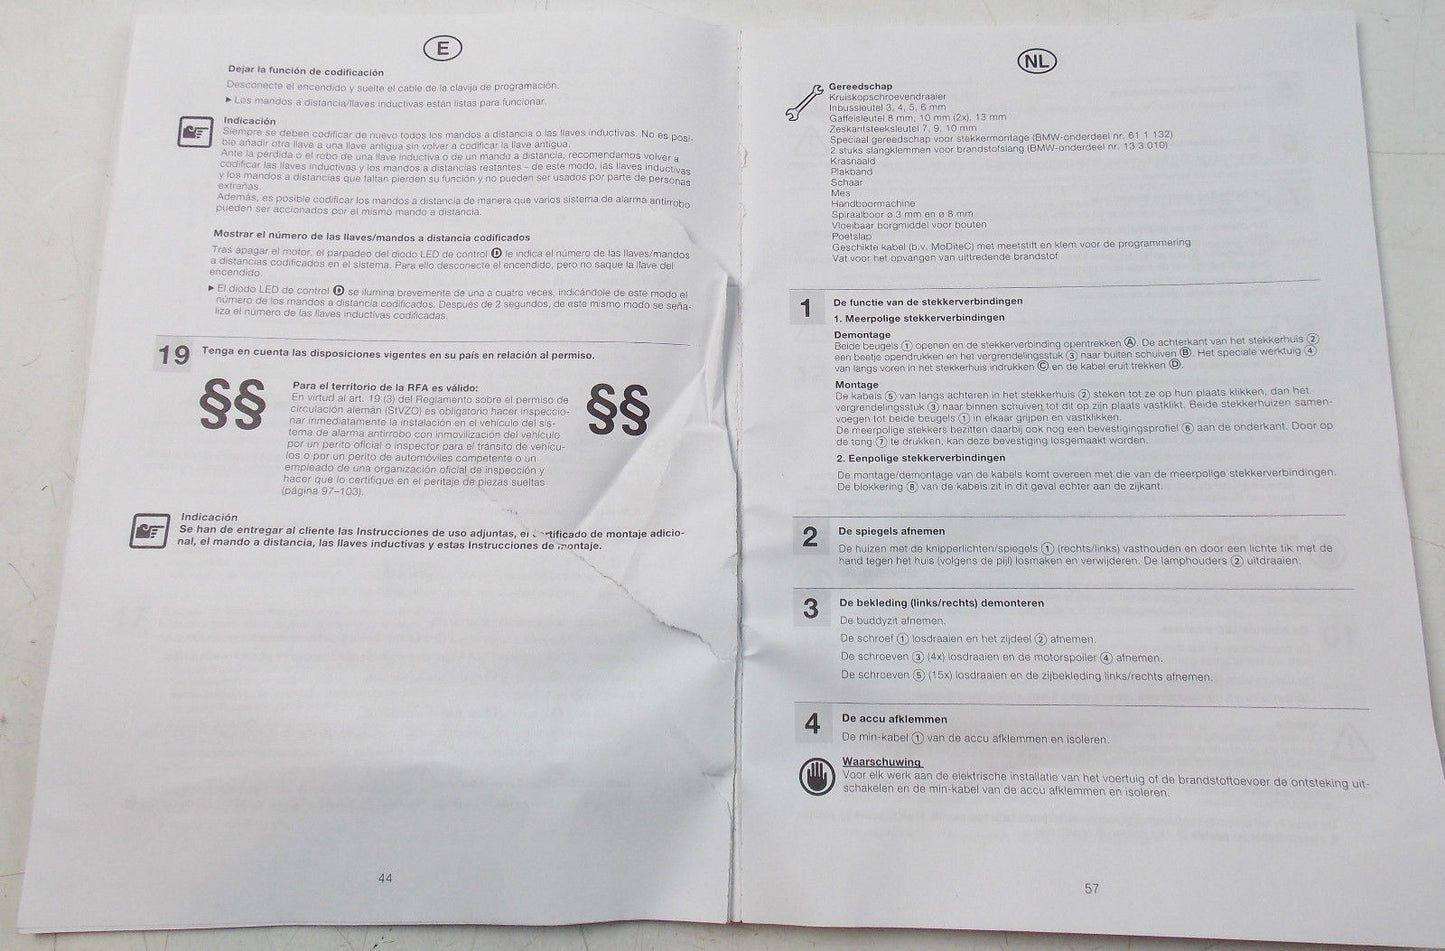 E
Dejar la función de codificación
Desconecte el encendido y suelte el cable de la clavija de programación.
► Los mandos a distancia/llaves inductivas están listas para funcionar.
Indicación
Siempre se deben codificar de nuevo todos los mandos a distancia o las llaves inductivas. No es posi-
ble añadir otra llave a una llave antigua sin volver a codificar la llave antigua.
Ante la pérdida o el robo de una llave inductiva o de un mando a distancia, recomendamos volver a
codificar las llaves inductivas y los mandos a distancias restantes – de este modo, las llaves inductivas
y los mandos a distancias que faltan pierden su función y no pueden ser usados por parte de personas
extrañas.
Además, es posible codificar los mandos a distancia de manera que varios sistema de alarma antirrobo
pueden ser accionados por el mismo mando a distancia.
Mostrar el número de las llaves/mandos a distancia codificados
Tras apagar el motor, el parpadeo del diodo LED de control D le indica el número de las llaves/mandos
a distancias codificados en el sistema. Para ello desconecte el encendido, pero no saque la llave del
encendido.
► El diodo LED de control D se ilumina brevemente de una a cuatro veces, indicándole de este modo el
número de los mandos a distancia codificados. Después de 2 segundos, de este mismo modo se seña-
liza el número de las llaves inductivas codificadas.
19 Tenga en cuenta las disposiciones vigentes en su país en relación al permiso.
§§ §§
Para el territorio de la RFA es válido:
En virtud al art. 19 (3) del Reglamento sobre el permiso de
circulación alemán (StVZO) es obligatorio hacer inspeccio-
nar inmediatamente la instalación en el vehículo del sis-
tema de alarma antirrobo con inmovilización del vehículo
por un perito oficial o inspector para el tránsito de vehícu-
los o por un perito de automóviles competente o un
empleado de una organización oficial de inspección y
hacer que lo certifique en el peritaje de piezas sueltas
(página 97–103).
Indicación
Se han de entregar al cliente las Instrucciones de uso adjuntas, el certificado de montaje adicio-
nal, el mando a distancia, las llaves inductivas y estas Instrucciones de montaje.
44
NL
Gereedschap
Kruiskopschroevendraaier
Inbussleutel 3, 4, 5, 6 mm
Gaffelsleutel 8 mm, 10 mm (2x), 13 mm
Zeskantsteeksleutel 7, 9, 10 mm
Speciaal gereedschap voor stekkermontage (BMW-onderdeel nr. 61 1 132)
2 stuks slangklemmen voor brandstofslang (BMW-onderdeel nr. 13 3 010)
Krasnaald
Plakband
Schaar
Mes
Handboormachine
Spiraalboor ø 3 mm en ø 8 mm
Vloeibaar borgmiddel voor bouten
Poetslap
Geschikte kabel (b.v. MoDiteC) met meetstift en klem voor de programmering
Vat voor het opvangen van uittredende brandstof
1 De functie van de stekkerverbindingen
1. Meerpolige stekkerverbindingen
Demontage
Beide beugels ① openen en de stekkerverbinding opentrekken Ⓐ. De achterkant van het stekkerhuis ②
een beetje opendrukken en het vergrendelingsstuk ③ naar buiten schuiven Ⓑ. Het speciale werktuig ④
van langs voren in het stekkerhuis indrukken Ⓒ en de kabel eruit trekken Ⓓ.
Montage
De kabels ⑤ van langs achteren in het stekkerhuis ② steken tot ze op hun plaats klikken, dan het
vergrendelingsstuk ③ naar binnen schuiven tot dit op zijn plaats vastklikt. Beide stekkerhuizen samen-
voegen tot beide beugels ① in elkaar grijpen en vastklikken.
De meerpolige stekkers bezitten daarbij ook nog een bevestigingsprofiel ⑥ aan de onderkant. Door op
de tong ⑦ te drukken, kan deze bevestiging losgemaakt worden.
2. Eenpolige stekkerverbindingen
De montage/demontage van de kabels komt overeen met die van de meerpolige stekkerverbindingen.
De blokkering ⑧ van de kabels zit in dit geval echter aan de zijkant.
2 De spiegels afnemen
De huizen met de knipperlichten/spiegels ① (rechts/links) vasthouden en door een lichte tik met de
hand tegen het huis (volgens de pijl) losmaken en verwijderen. De lamphouders ② uitdraaien.
3 De bekleding (links/rechts) demonteren
De buddyzit afnemen.
De schroef ① losdraaien en het zijdeel ② afnemen.
De schroeven ③ (4x) losdraaien en de motorspoiler ④ afnemen.
De schroeven ⑤ (15x) losdraaien en de zijbekleding links/rechts afnemen.
4 De accu afklemmen
De min-kabel ① van de accu afklemmen en isoleren.
Waarschuwing
Voor elk werk aan de elektrische installatie van het voertuig of de brandstoftoevoer de ontsteking uit-
schakelen en de min-kabel van de accu afklemmen en isoleren.
57